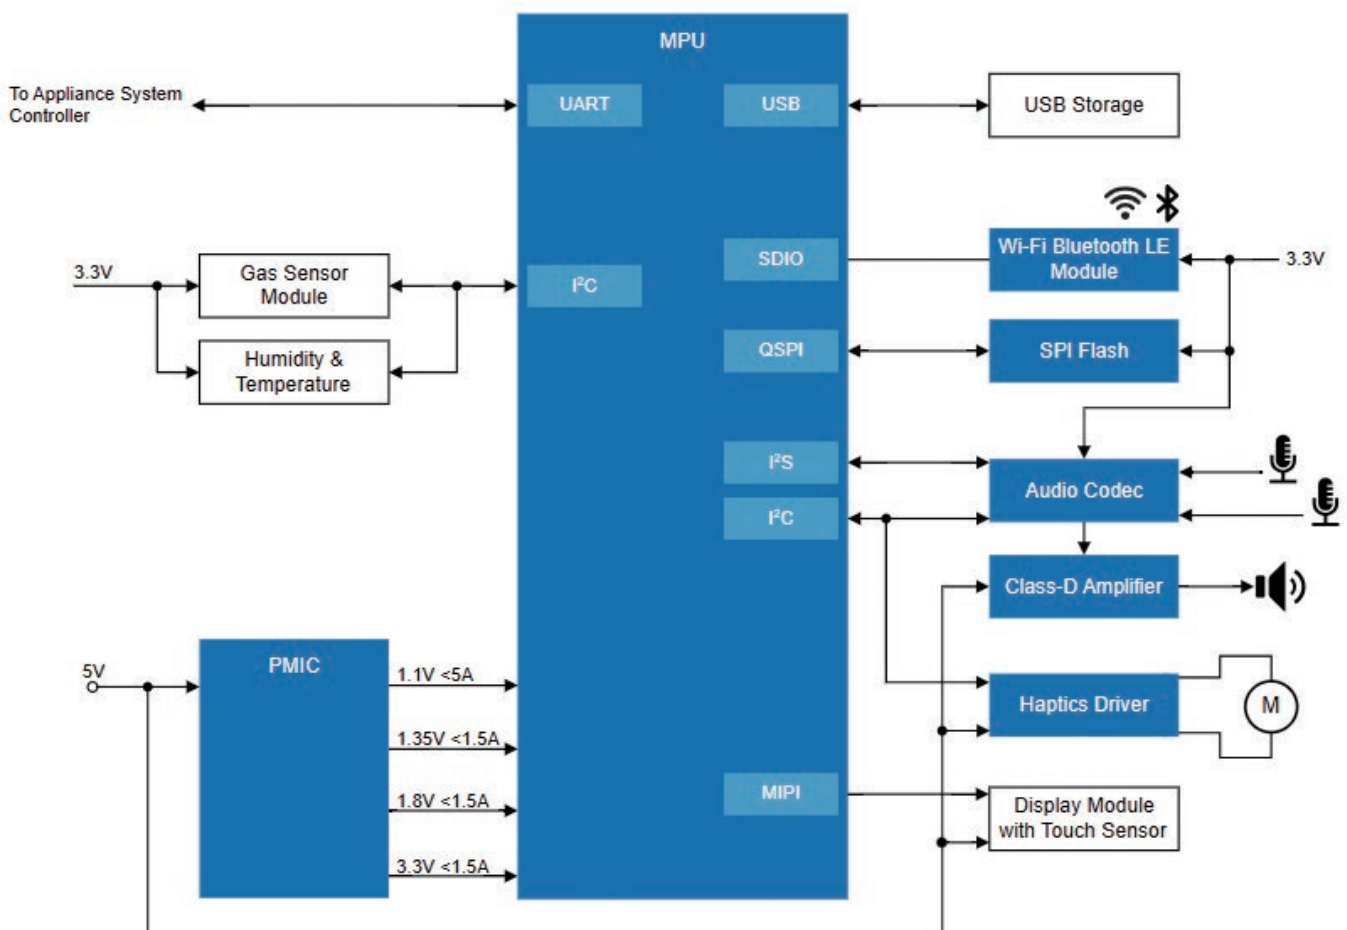 MPU
To Appliance System
Controller
UART
USB
USB Storage
SDIO
Wi-Fi Bluetooth LE
Module
3.3V
3.3V
Gas Sensor
Module
I²C
Humidity &
Temperature
QSPI
SPI Flash
I²S
Audio Codec
I²C
Class-D Amplifier
5V
PMIC
1.1V <5A
1.35V <1.5A
1.8V <1.5A
3.3V <1.5A
Haptics Driver
M
MIPI
Display Module
with Touch Sensor